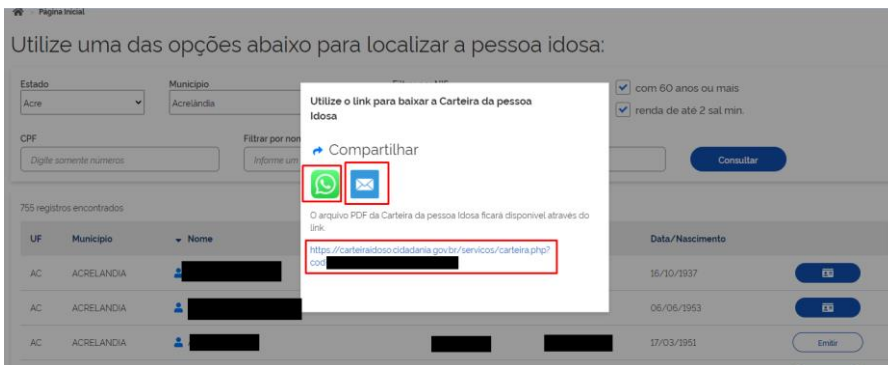 Página Inicial
Utilize uma das opções abaixo para localizar a pessoa idosa:
Estado
Município
com 60 anos ou mais
Acre
Acrelândia
renda de até 2 sal min.
Utilize o link para baixar a Carteira da pessoa
Idosa
CPF
Filtrar por nom
Digite somente numeros
Informe um
Consultar
Compartilhar
755 registros encontrados
O arquivo PDF da Carteira da pessoa Idosa ficará disponível através do
link.
https://carteiraidoso.cidadania.gov.br/servicos/carteira.php?
cod
UF Município Nome Data/Nascimento
AC ACRELANDIA 16/10/1937
AC ACRELANDIA 06/06/1953
AC ACRELANDIA 17/03/1951 Emitir